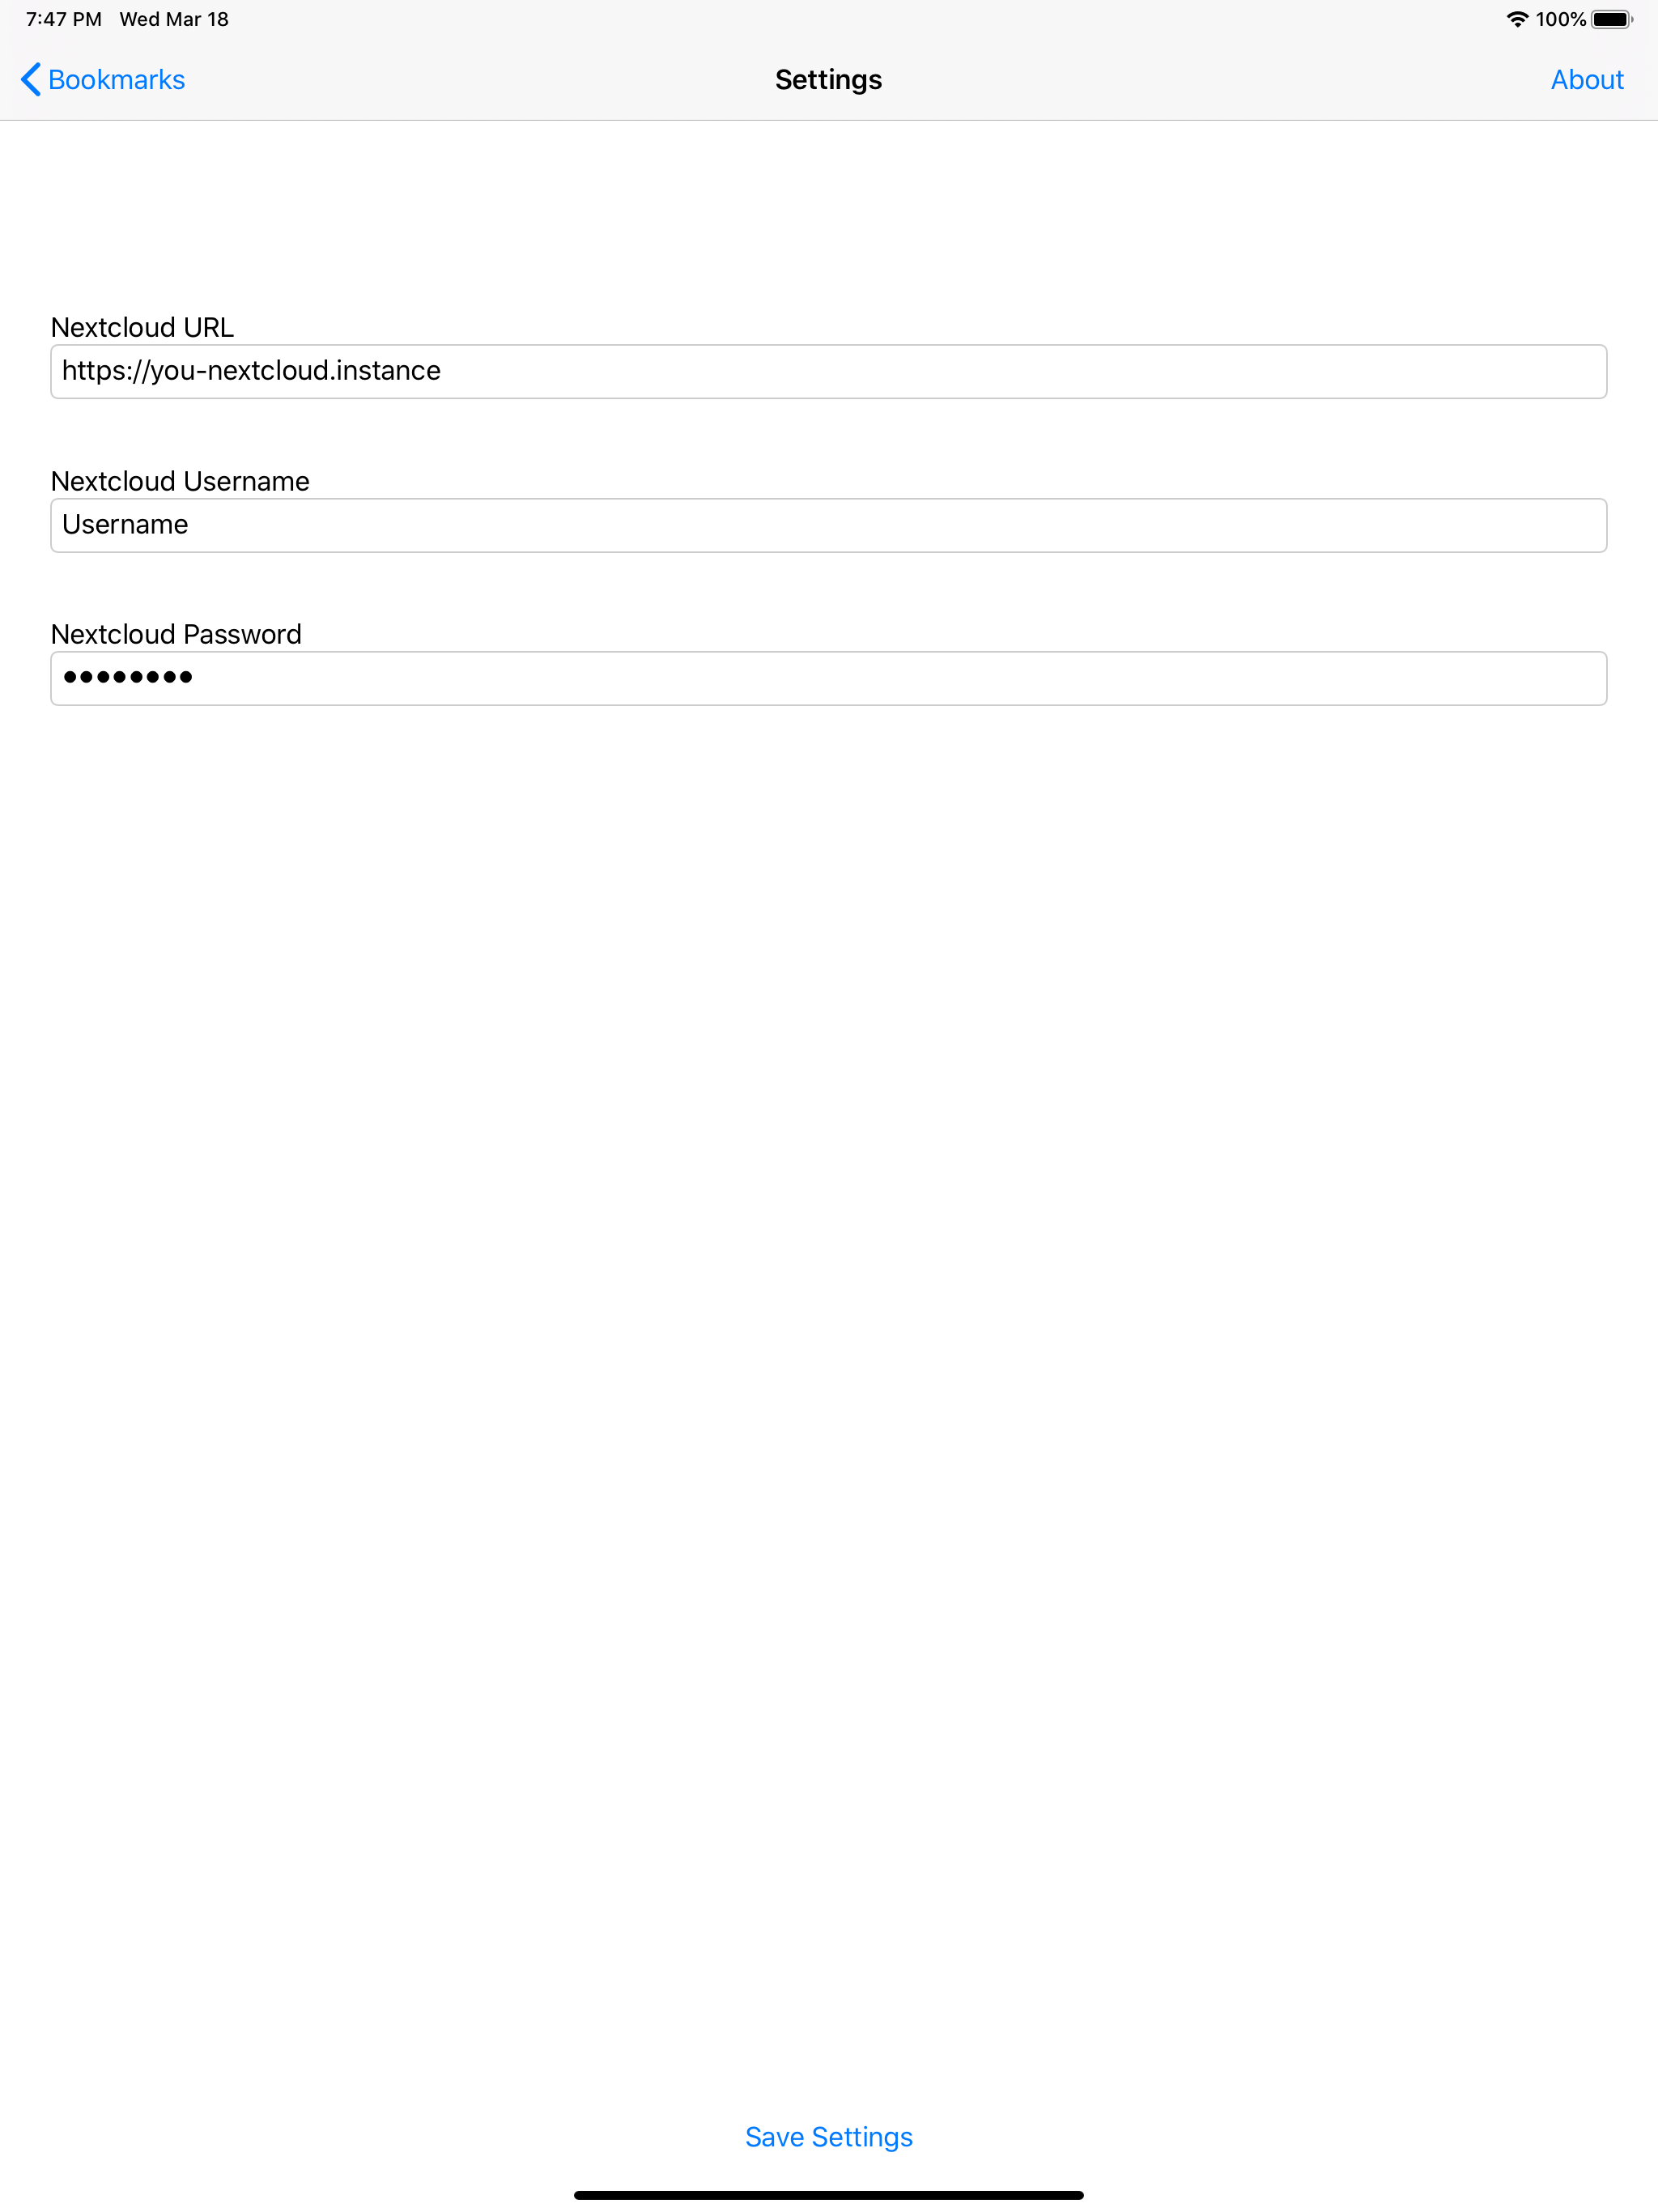 7:47 PM Wed Mar 18 100%
Bookmarks Settings About
Nextcloud URL
https://you-nextcloud.instance
Nextcloud Username
Username
Nextcloud Password
••••••••
Save Settings